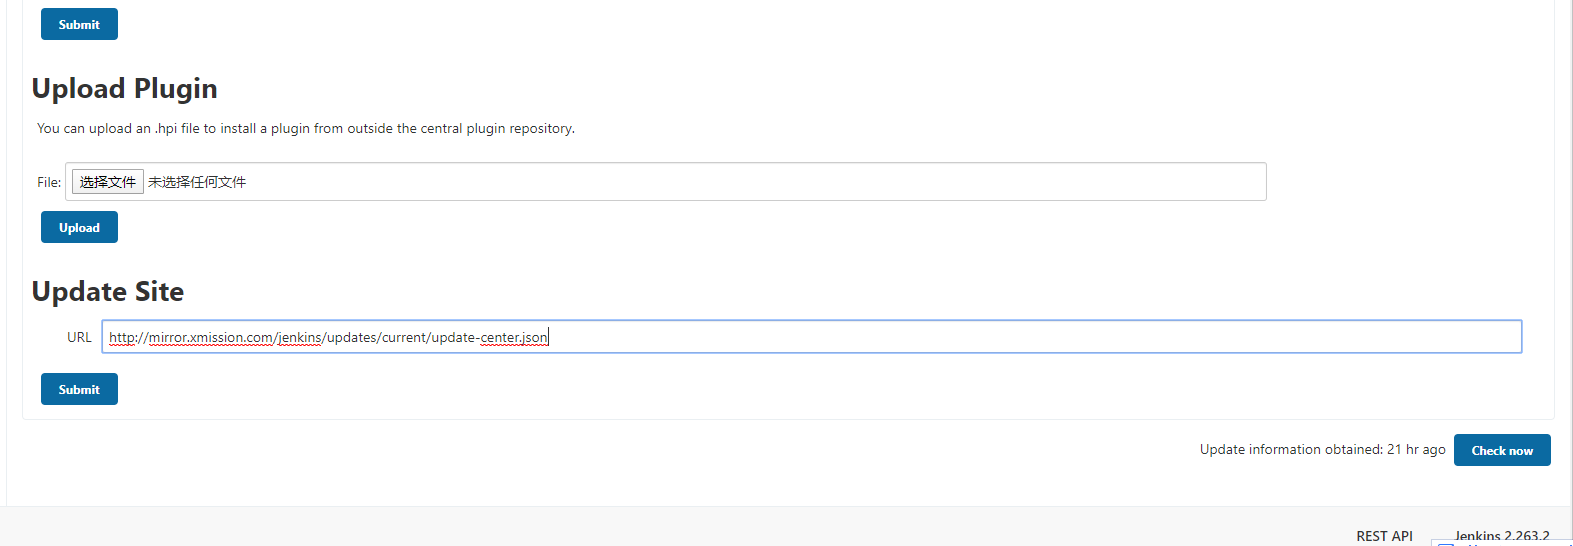 Submit
Upload Plugin
You can upload an .hpi file to install a plugin from outside the central plugin repository.
File: 选择文件 未选择任何文件
Upload
Update Site
URL http://mirror.xmission.com/jenkins/updates/current/update-center.json
Submit
Update information obtained: 21 hr ago Check now
REST API Jenkins 2.263.2